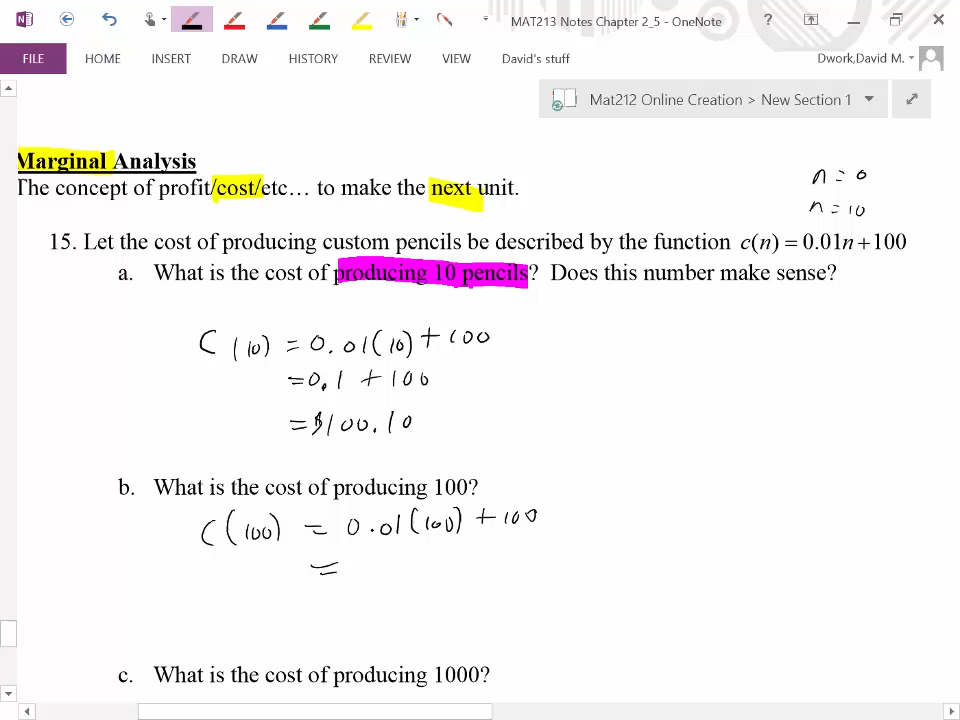 MAT213 Notes Chapter 2_5 - OneNote
FILE HOME INSERT DRAW HISTORY REVIEW VIEW David's stuff Dwork,David M.
Mat212 Online Creation > New Section 1
Marginal Analysis
The concept of profit/cost/etc… to make the next unit.
n = 0
n = 10
15. Let the cost of producing custom pencils be described by the function c(n) = 0.01n + 100
a. What is the cost of producing 10 pencils? Does this number make sense?
C(10) = 0.01(10) + 100
= 0.1 + 100
= $100.10
b. What is the cost of producing 100?
C(100) = 0.01(100) + 100
=
c. What is the cost of producing 1000?